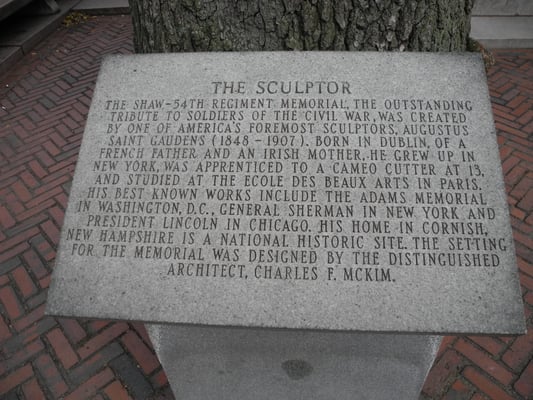 THE SCULPTOR
THE SHAW-54TH REGIMENT MEMORIAL, THE OUTSTANDING
TRIBUTE TO SOLDIERS OF THE CIVIL WAR, WAS CREATED
BY ONE OF AMERICA'S FOREMOST SCULPTORS, AUGUSTUS
SAINT GAUDENS (1848-1907). BORN IN DUBLIN, OF A
FRENCH FATHER AND AN IRISH MOTHER, HE GREW UP IN
NEW YORK, WAS APPRENTICED TO A CAMEO CUTTER AT 13,
AND STUDIED AT THE ECOLE DES BEAUX ARTS IN PARIS.
HIS BEST KNOWN WORKS INCLUDE THE ADAMS MEMORIAL
IN WASHINGTON, D.C., GENERAL SHERMAN IN NEW YORK AND
PRESIDENT LINCOLN IN CHICAGO. HIS HOME IN CORNISH,
NEW HAMPSHIRE IS A NATIONAL HISTORIC SITE. THE SETTING
FOR THE MEMORIAL WAS DESIGNED BY THE DISTINGUISHED
ARCHITECT, CHARLES F. MCKIM.